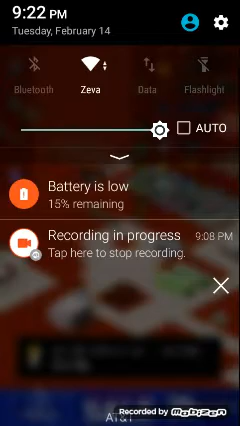 9:22 PM
Tuesday, February 14
Bluetooth
Zeva
Data
Flashlight
AUTO
Battery is low
15% remaining
Recording in progress 9:08 PM
Tap here to stop recording.
AT&T
Recorded by mobizen